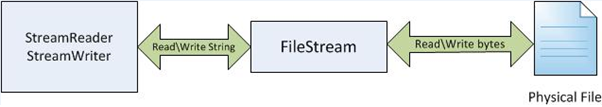 StreamReader
StreamWriter
Read\Write String
FileStream
Read\Write bytes
Physical File